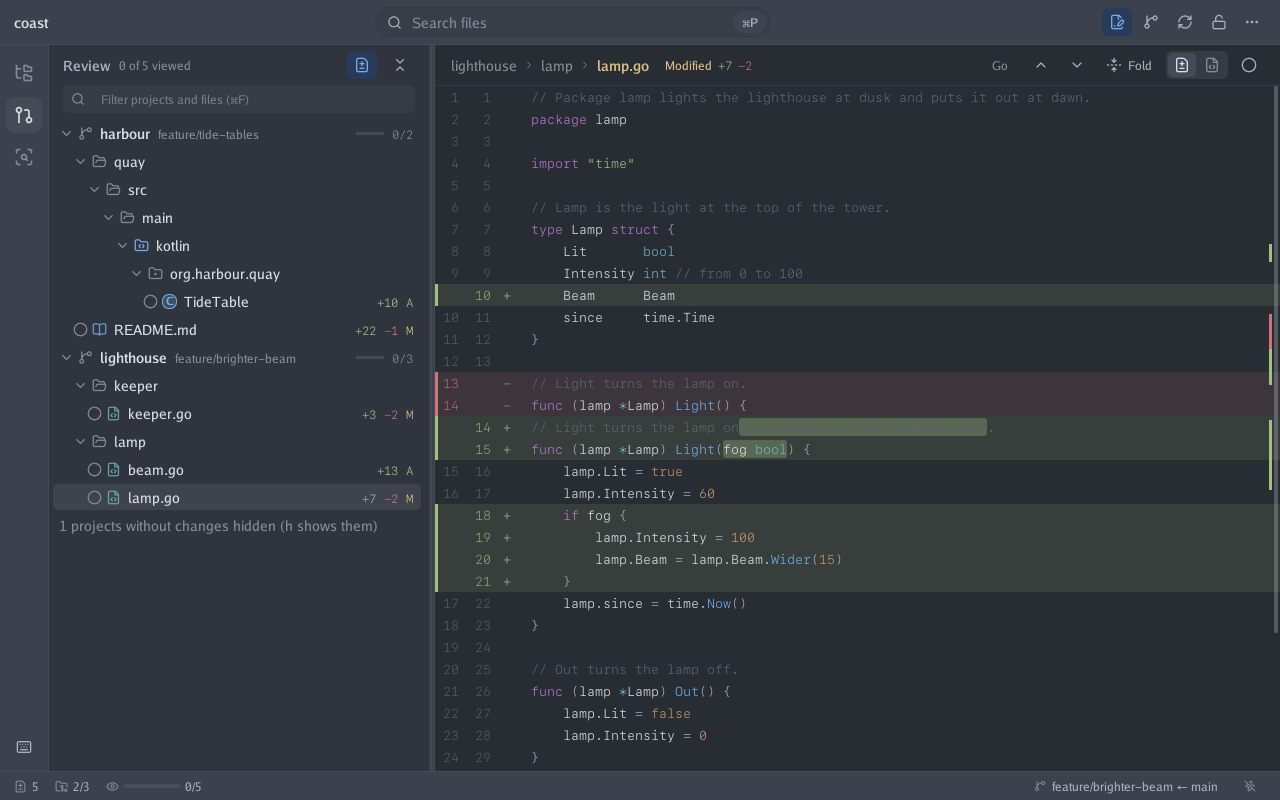 coast
Search files
⌘P
Review 0 of 5 viewed
Filter projects and files (⌘F)
harbour feature/tide-tables 0/2
quay
src
main
kotlin
org.harbour.quay
TideTable +10 A
README.md +22 −1 M
lighthouse feature/brighter-beam 0/3
keeper
keeper.go +3 −2 M
lamp
beam.go +13 A
lamp.go +7 −2 M
1 projects without changes hidden (h shows them)
lighthouse lamp lamp.go Modified +7 −2
Go Fold
1 1 // Package lamp lights the lighthouse at dusk and puts it out at dawn.
2 2 package lamp
3 3
4 4 import "time"
5 5
6 6 // Lamp is the light at the top of the tower.
7 7 type Lamp struct {
8 8 Lit bool
9 9 Intensity int // from 0 to 100
10 + Beam Beam
10 11 since time.Time
11 12 }
12 13
13 − // Light turns the lamp on.
14 − func (lamp *Lamp) Light() {
14 + // Light turns the lamp on .
15 + func (lamp *Lamp) Light(fog bool) {
15 16 lamp.Lit = true
16 17 lamp.Intensity = 60
18 + if fog {
19 + lamp.Intensity = 100
20 + lamp.Beam = lamp.Beam.Wider(15)
21 + }
17 22 lamp.since = time.Now()
18 23 }
19 24
20 25 // Out turns the lamp off.
21 26 func (lamp *Lamp) Out() {
22 27 lamp.Lit = false
23 28 lamp.Intensity = 0
24 29 }
5 2/3 0/5
feature/brighter-beam ← main